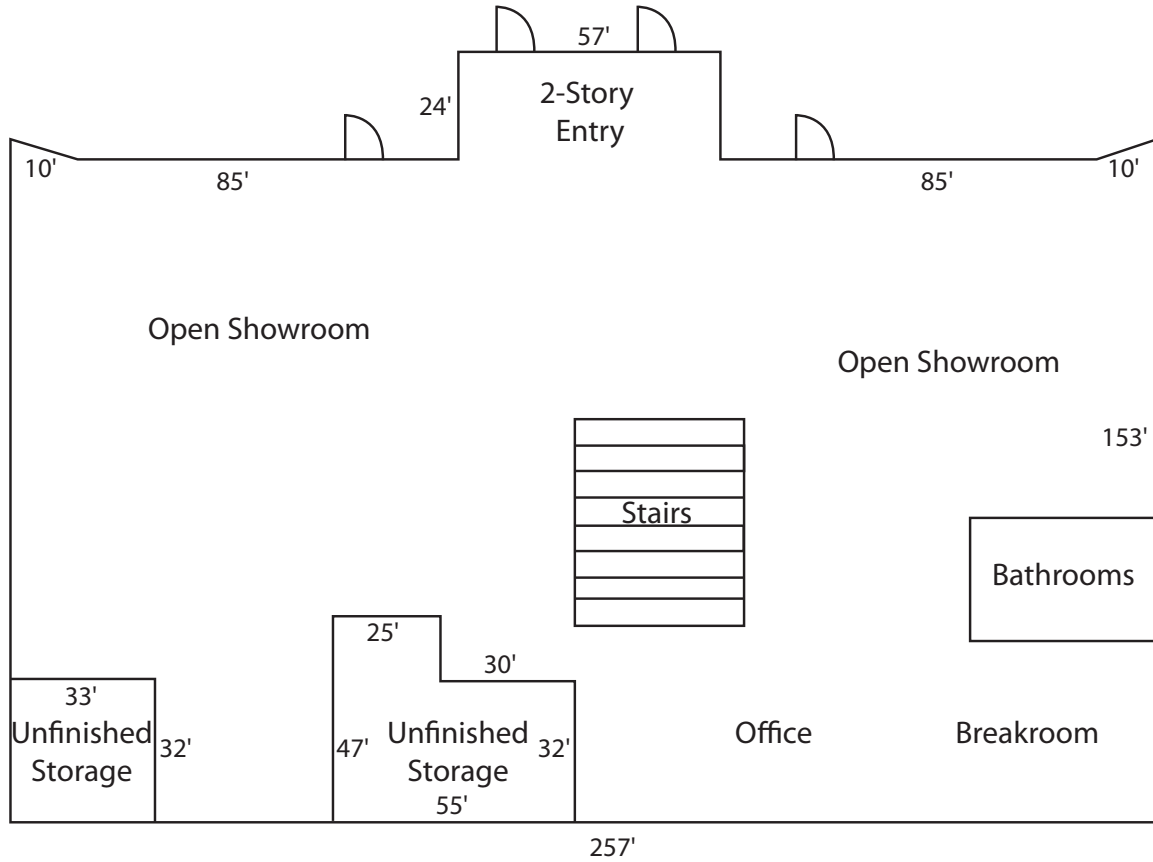 57'
24'
2-Story
Entry
10'
85'
85'
10'
Open Showroom
Open Showroom
153'
Stairs
Bathrooms
25'
30'
33'
Unfinished
Storage
32'
47'
Unfinished
Storage
32'
55'
Office
Breakroom
257'